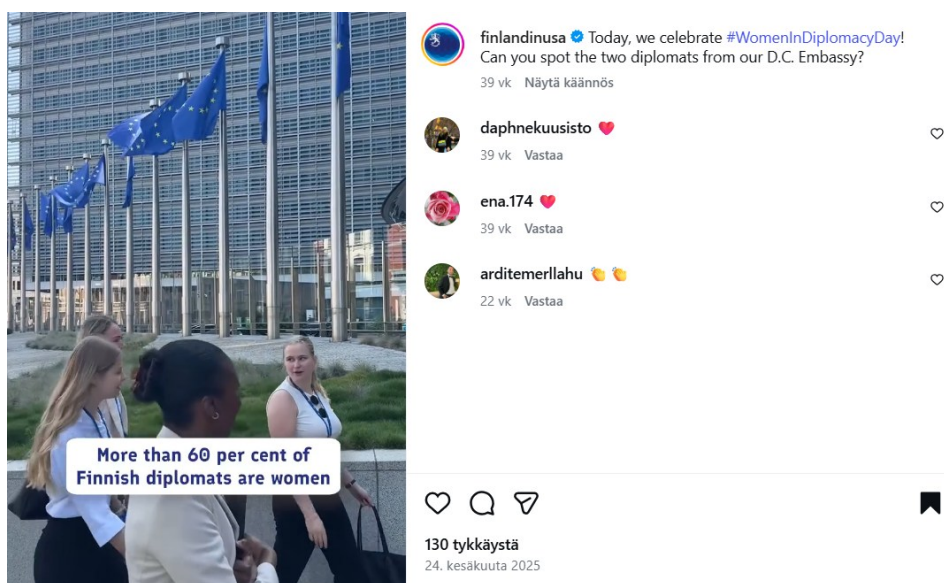 More than 60 per cent of
Finnish diplomats are women
finlandinusa Today, we celebrate #WomenInDiplomacyDay!
Can you spot the two diplomats from our D.C. Embassy?
39 vk Näytä käännös
daphnekuusisto ❤️
39 vk Vastaa
ena.174 ❤️
39 vk Vastaa
arditemerllahu 👏 👏
22 vk Vastaa
130 tykkäystä
24. kesäkuuta 2025